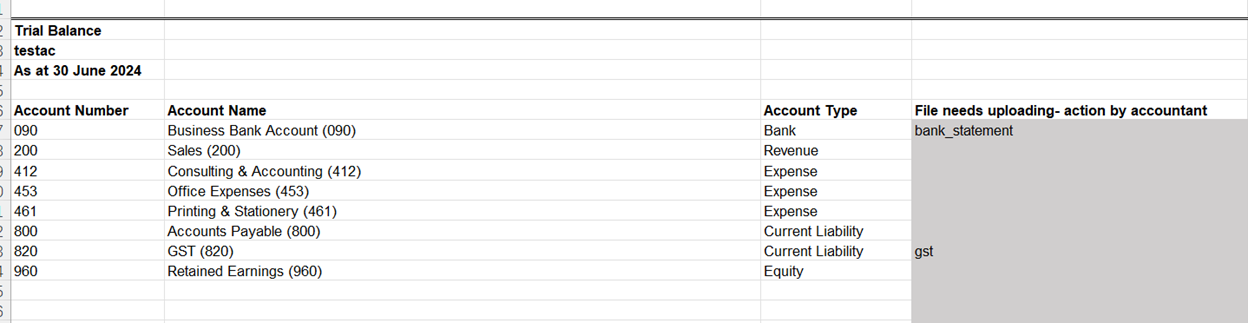 Trial Balance
testac
As at 30 June 2024
Account Number Account Name Account Type File needs uploading- action by accountant
090 Business Bank Account (090) Bank bank_statement
200 Sales (200) Revenue
412 Consulting & Accounting (412) Expense
453 Office Expenses (453) Expense
461 Printing & Stationery (461) Expense
800 Accounts Payable (800) Current Liability
820 GST (820) Current Liability gst
960 Retained Earnings (960) Equity